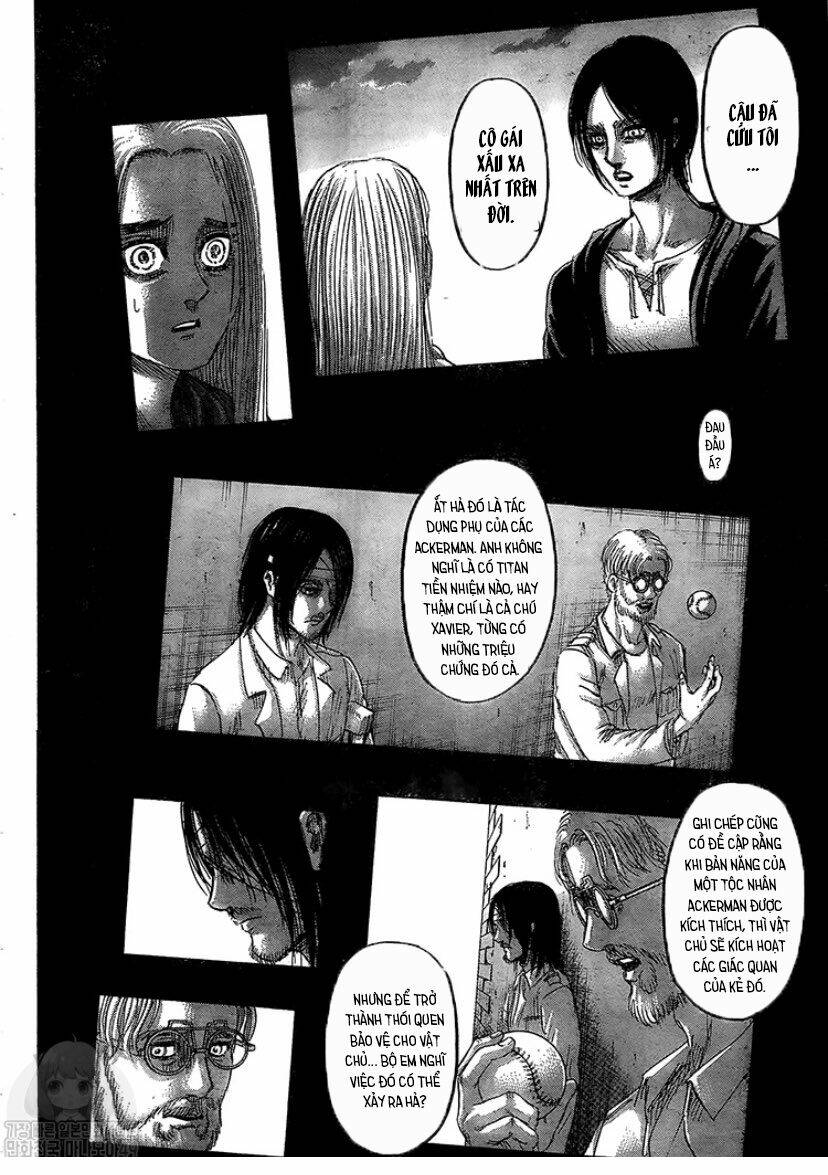 CẬU ĐÃ
CỨU TÔI
...
CÔ GÁI
XẤU XA
NHẤT TRÊN
ĐỜI.
ĐAU
ĐẦU
Á?
ẮT HÀ ĐÓ LÀ TÁC
DỤNG PHỤ CỦA CÁC
ACKERMAN. ANH KHÔNG
NGHĨ LÀ CÓ TITAN
TIỀN NHIỆM NÀO, HAY
THẬM CHÍ LÀ CẢ CHÚ
XAVIER, TỪNG CÓ
NHỮNG TRIỆU
CHỨNG ĐÓ CẢ.
GHI CHÉP CŨNG
CÓ ĐỀ CẬP RẰNG
KHI BẢN NĂNG CỦA
MỘT TỘC NHÂN
ACKERMAN ĐƯỢC
KÍCH THÍCH, THÌ VẬT
CHỦ SẼ KÍCH HOẠT
CÁC GIÁC QUAN
CỦA KẺ ĐÓ.
NHƯNG ĐỂ TRỞ
THÀNH THÓI QUEN
BẢO VỆ CHO VẬT
CHỦ... BỘ EM NGHĨ
VIỆC ĐÓ CÓ THỂ
XẢY RA HẢ?